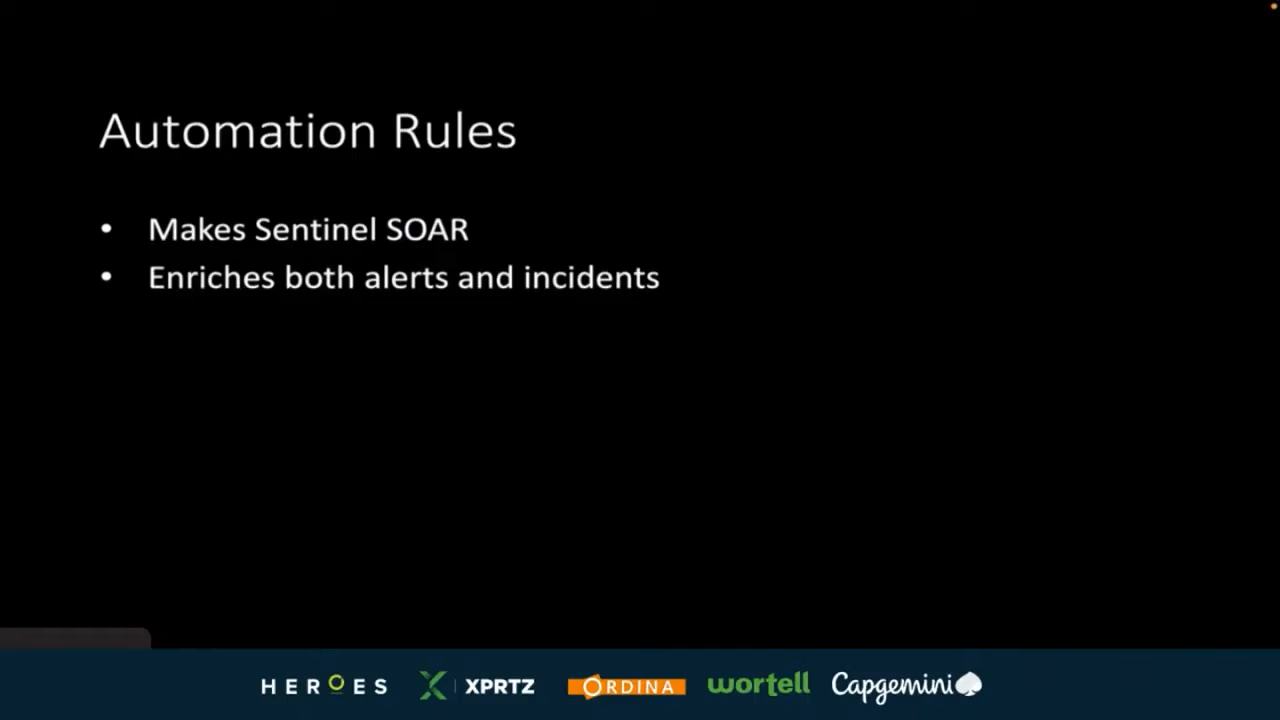 Automation Rules
• Makes Sentinel SOAR
• Enriches both alerts and incidents
HEROES XPRTZ ORDINA wortell Capgemini